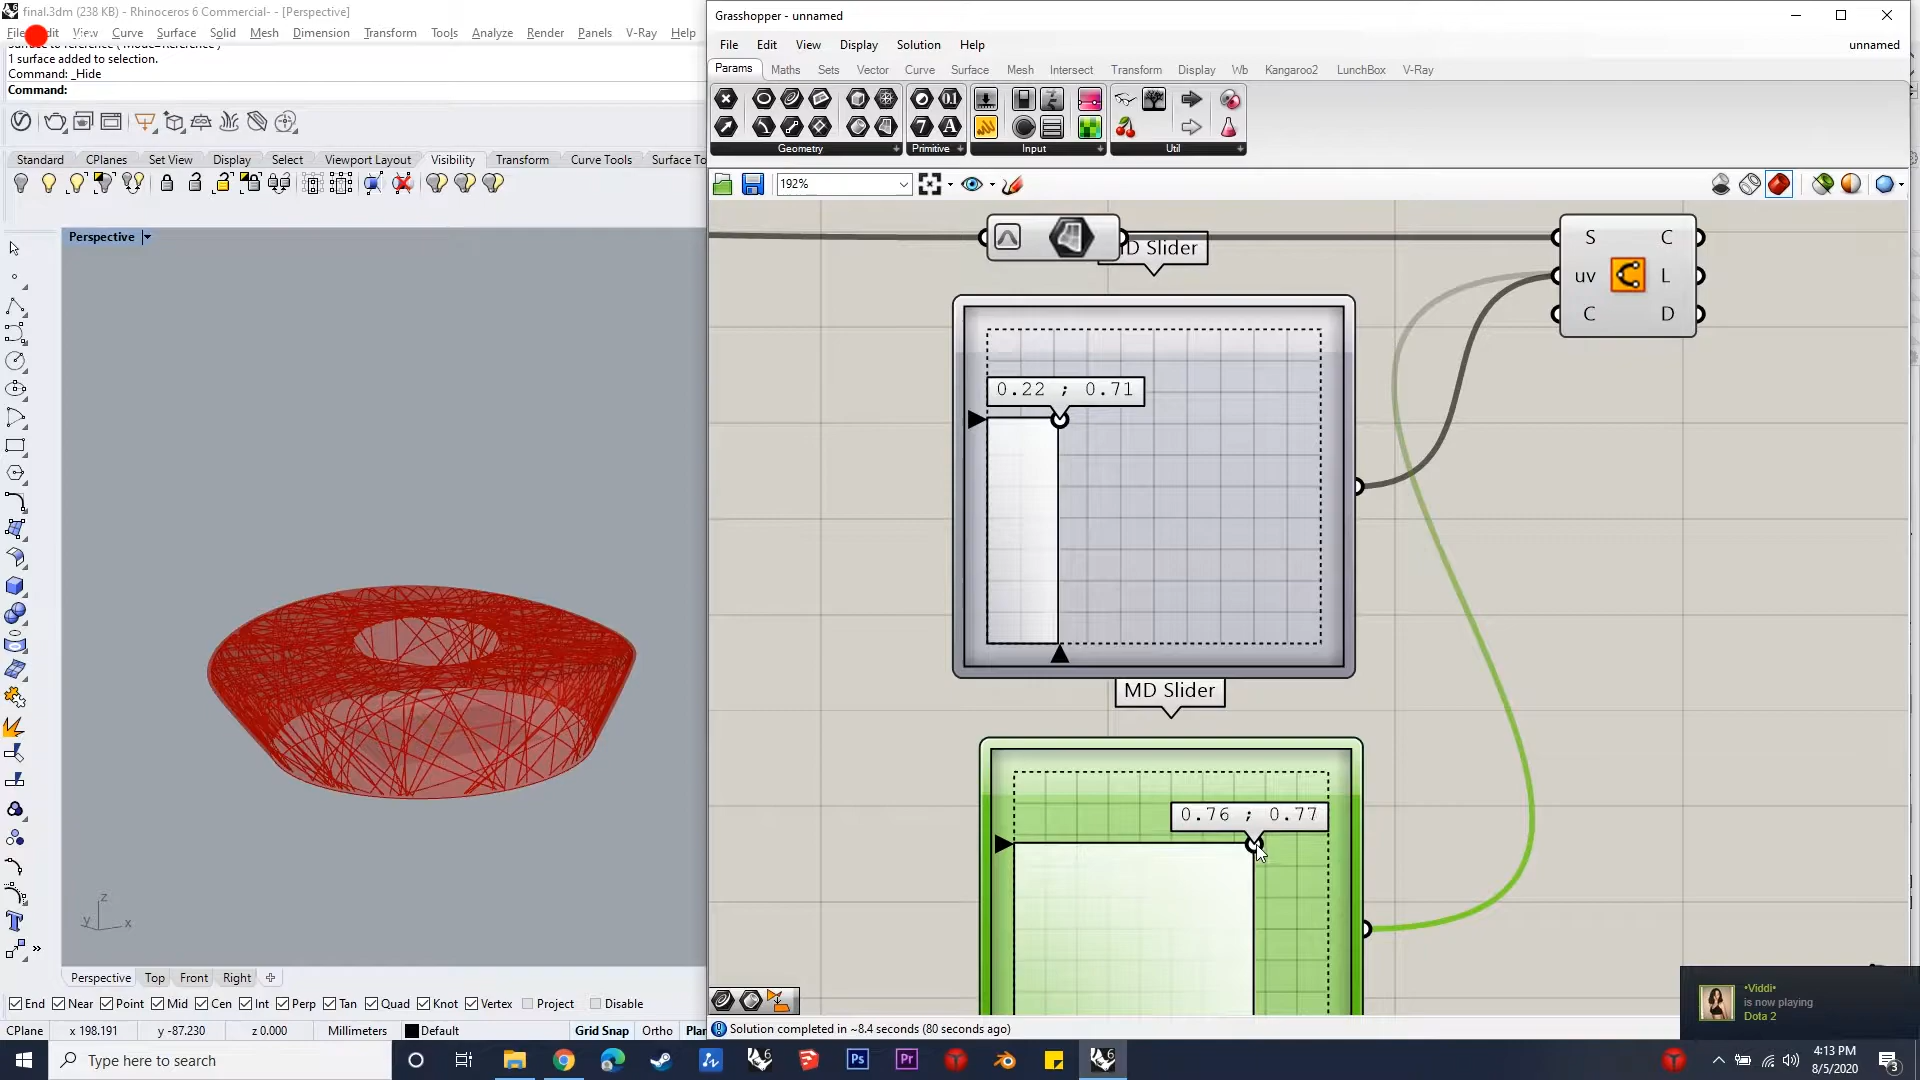 final.3dm (238 KB) - Rhinoceros 6 Commercial- - [Perspective]
View Curve Surface Solid Mesh Dimension Transform Tools Analyze Render Panels V-Ray Help
1 surface added to selection.
Command: _Hide
Command:
Standard CPlanes Set View Display Select Viewport Layout Visibility Transform Curve Tools Surface To
Perspective
z
y x
Perspective Top Front Right
End Near Point Mid Cen Int Perp Tan Quad Knot Vertex Project Disable
CPlane x 198.191 y -87.230 z 0.000 Millimeters Default Grid Snap Ortho Plan
Grasshopper - unnamed
File Edit View Display Solution Help unnamed
Params Maths Sets Vector Curve Surface Mesh Intersect Transform Display Wb Kangaroo2 LunchBox V-Ray
Geometry Primitive Input Util
192%
MD Slider
S C
uv L
C D
0.22 ; 0.71
MD Slider
0.76 ; 0.77
Solution completed in ~8.4 seconds (80 seconds ago)
•Viddi•
is now playing
Dota 2
Type here to search
4:13 PM
8/5/2020
3